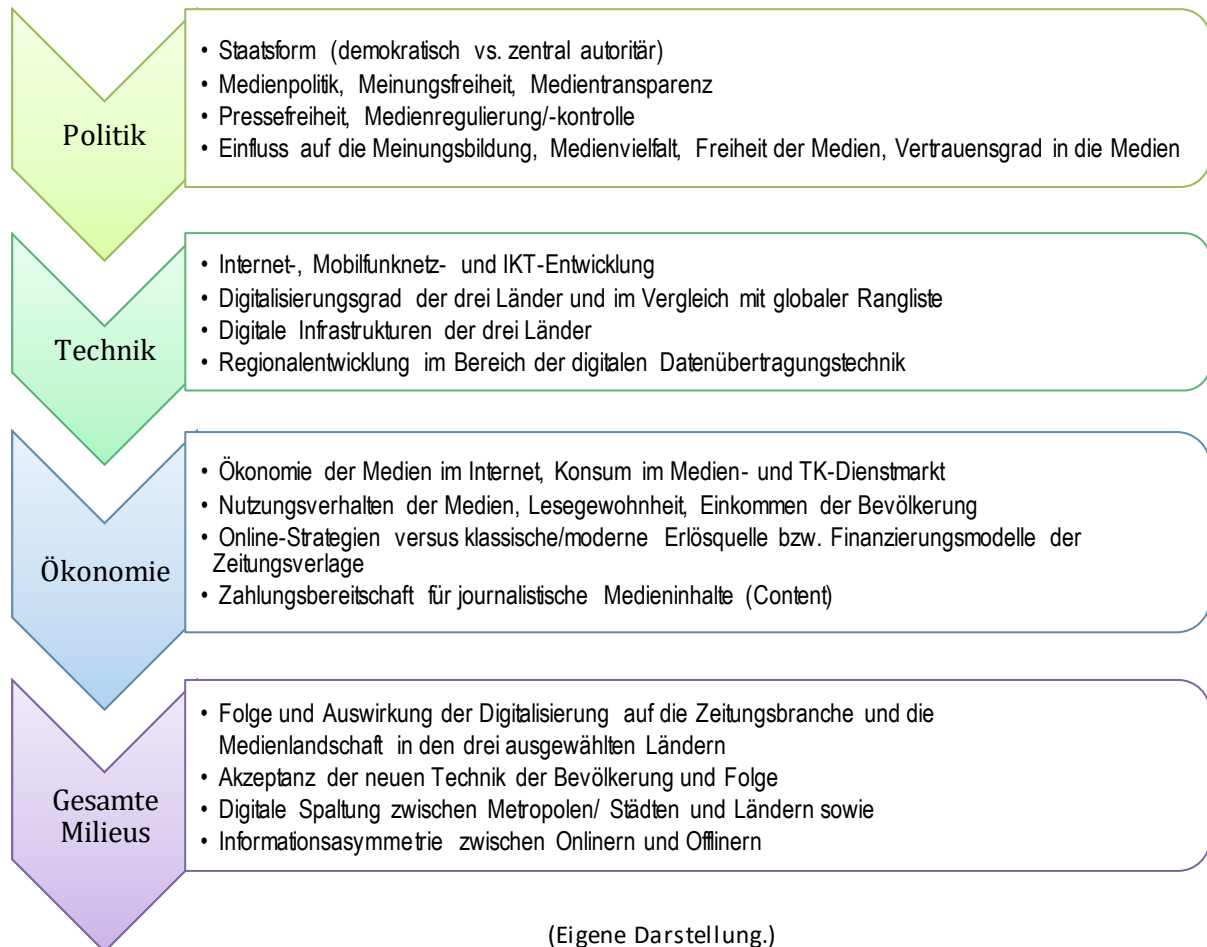 Politik
• Staatsform (demokratisch vs. zentral autoritär)
• Medienpolitik, Meinungsfreiheit, Medientransparenz
• Pressefreiheit, Medienregulierung/-kontrolle
• Einfluss auf die Meinungsbildung, Medienvielfalt, Freiheit der Medien, Vertrauensgrad in die Medien
Technik
• Internet-, Mobilfunknetz- und IKT-Entwicklung
• Digitalisierungsgrad der drei Länder und im Vergleich mit globaler Rangliste
• Digitale Infrastrukturen der drei Länder
• Regionalentwicklung im Bereich der digitalen Datenübertragungstechnik
Ökonomie
• Ökonomie der Medien im Internet, Konsum im Medien- und TK-Dienstmarkt
• Nutzungsverhalten der Medien, Lesegewohnheit, Einkommen der Bevölkerung
• Online-Strategien versus klassische/moderne Erlösquelle bzw. Finanzierungsmodelle der
Zeitungsverlage
• Zahlungsbereitschaft für journalistische Medieninhalte (Content)
Gesamte
Milieus
• Folge und Auswirkung der Digitalisierung auf die Zeitungsbranche und die
Medienlandschaft in den drei ausgewählten Ländern
• Akzeptanz der neuen Technik der Bevölkerung und Folge
• Digitale Spaltung zwischen Metropolen/ Städten und Ländern sowie
• Informationsasymmetrie zwischen Onlinern und Offlinern
(Eigene Darstellung.)